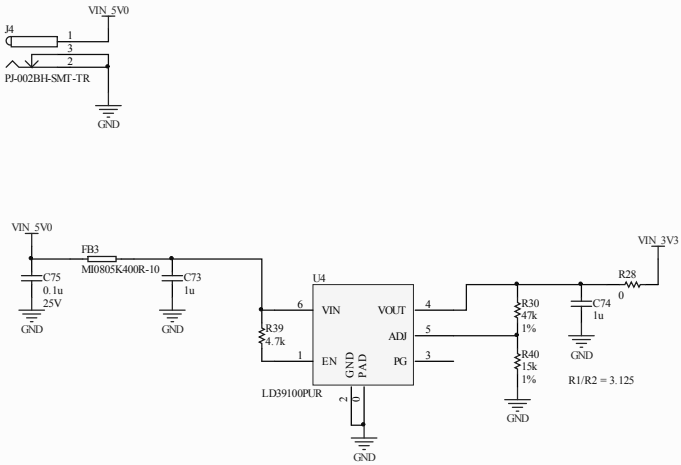 VIN_5V0
J4
1
3
2
PJ-002BH-SMT-TR
GND
VIN_5V0
FB3
MI0805K400R-10
C75
0.1u
25V
GND
C73
1u
GND
R39
4.7k
U4
6 VIN
1 EN
VOUT 4
ADJ 5
PG 3
GND
PAD
2
0
LD39100PUR
GND
R30
47k
1%
R40
15k
1%
GND
C74
1u
GND
R28
0
VIN_3V3
R1/R2 = 3.125